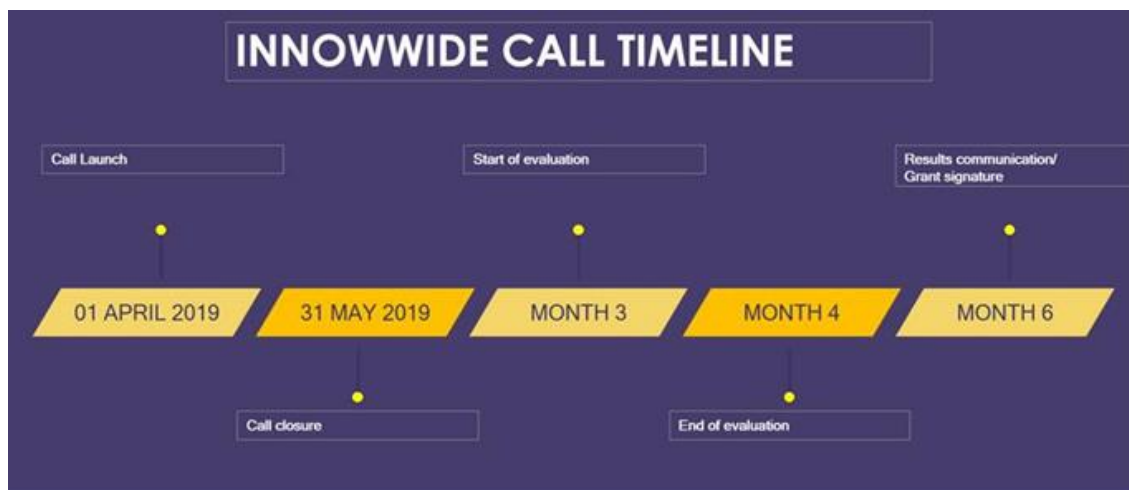 INNOWWIDE CALL TIMELINE
Call Launch
Start of evaluation
Results communication/
Grant signature
01 APRIL 2019
31 MAY 2019
MONTH 3
MONTH 4
MONTH 6
Call closure
End of evaluation